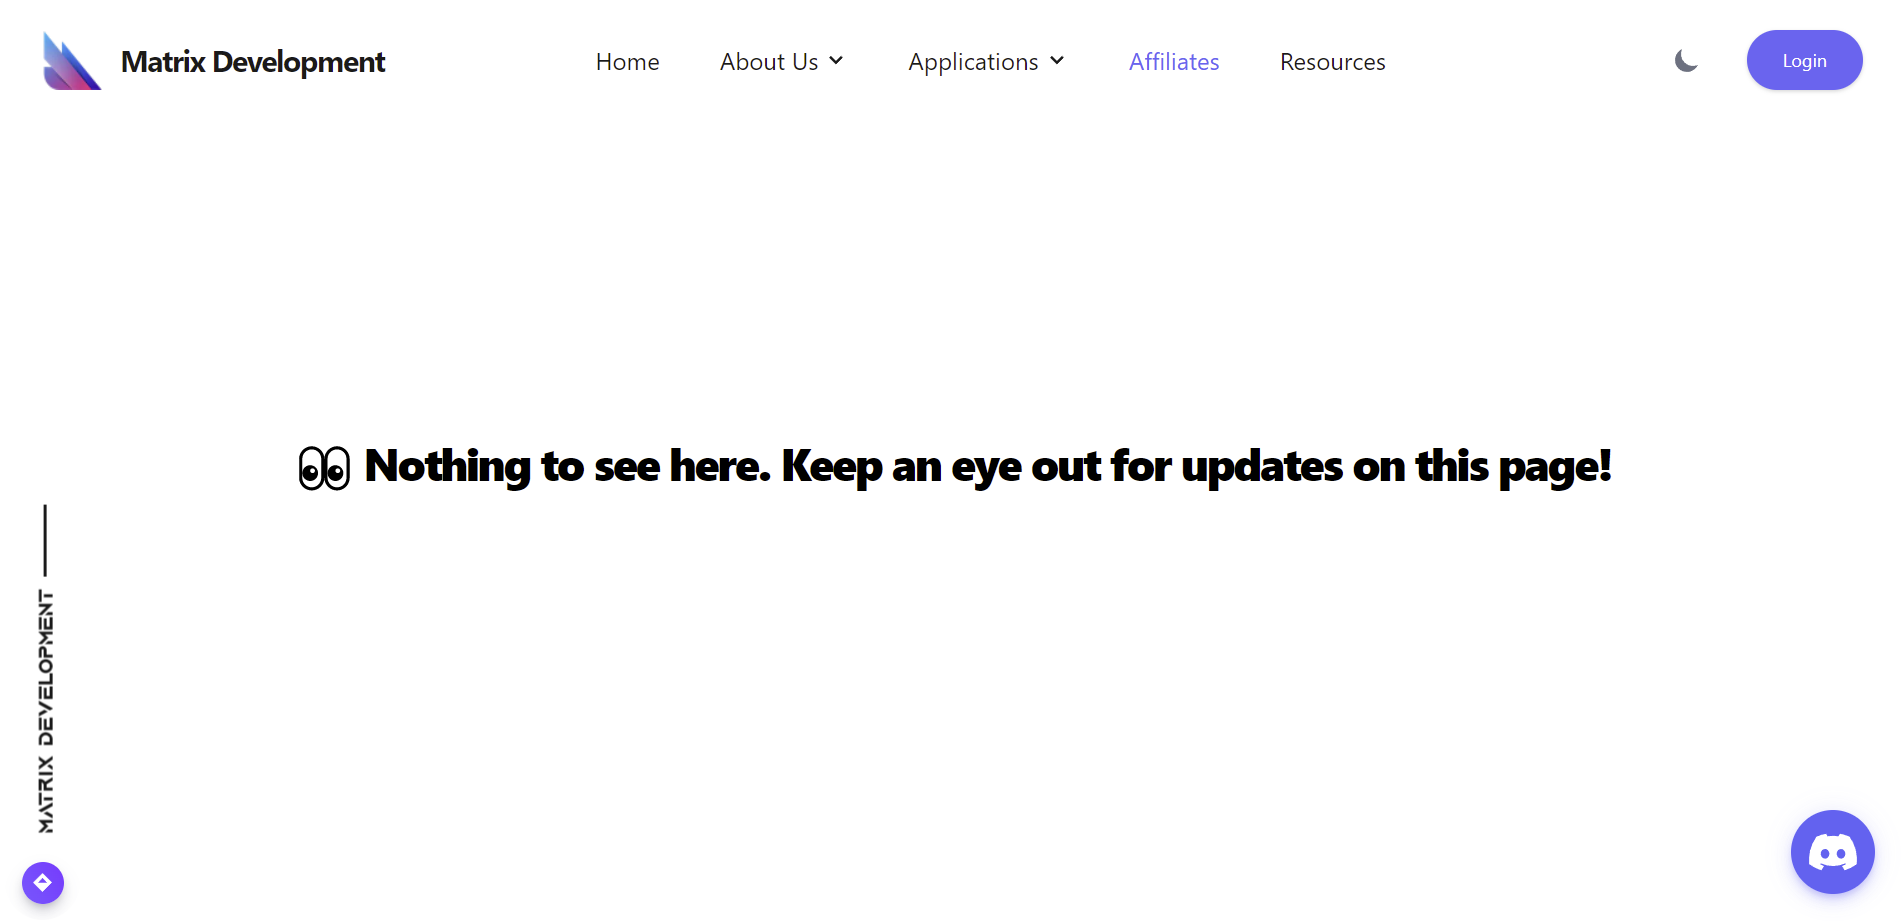 Matrix Development
Home
About Us
Applications
Affiliates
Resources
Login
👀 Nothing to see here. Keep an eye out for updates on this page!
MATRIX DEVELOPMENT